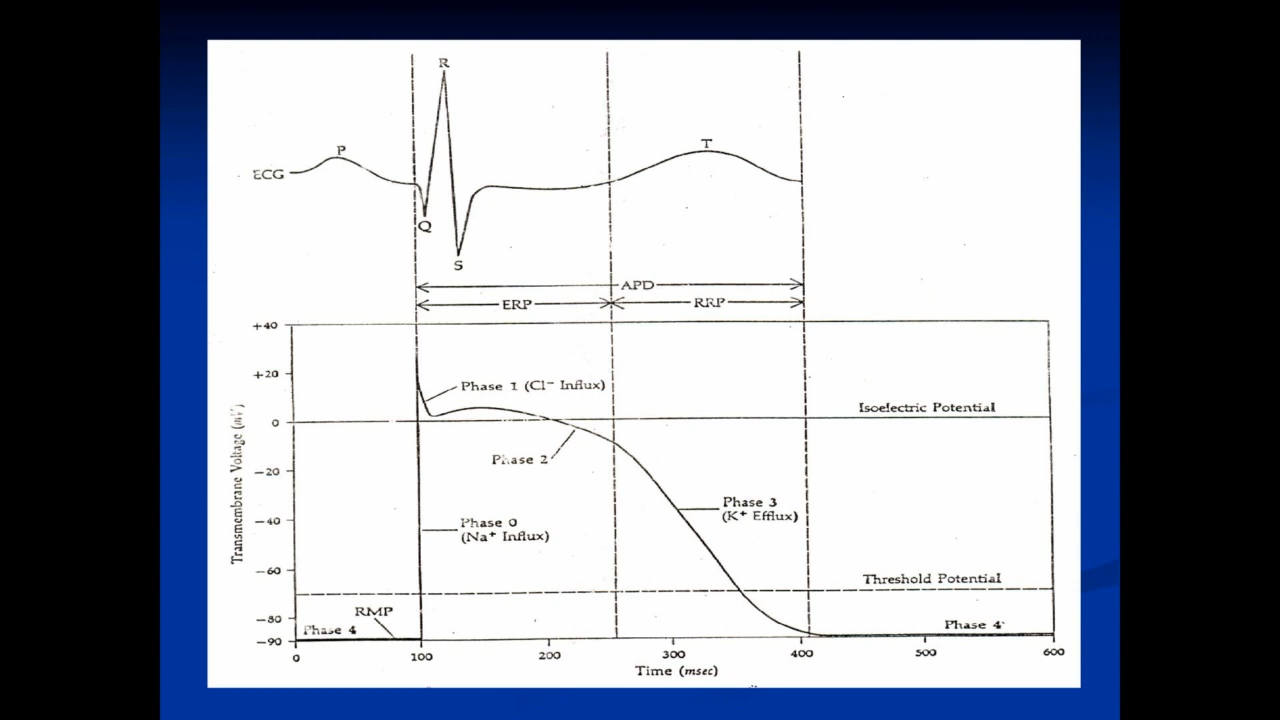 R
P
T
ECG
Q
S
APD
ERP
RRP
+40
+20
0
−20
−40
−60
−80
−90
Transmembrane Voltage (mV)
Phase 1 (Cl− Influx)
Isoelectric Potential
Phase 2
Phase 3
(K+ Efflux)
Phase 0
(Na+ Influx)
Threshold Potential
RMP
Phase 4
Phase 4
0
100
200
300
400
500
600
Time (msec)